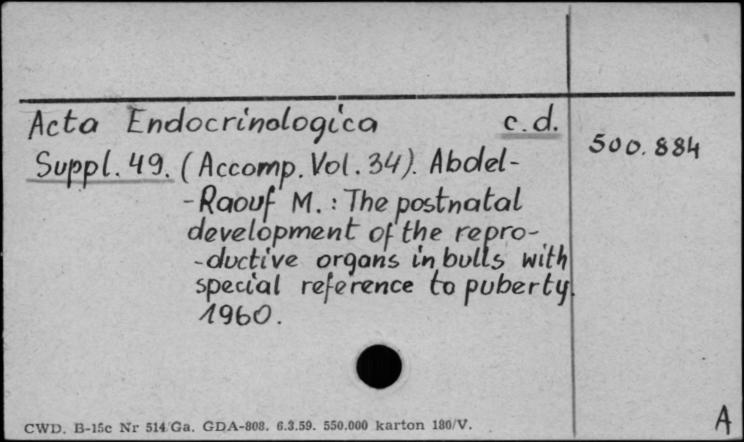 Acta Endocrinologica c.d.
500.884
Suppl. 49. (Accomp. Vol. 34). Abdel-
-Raouf M. : The postnatal
development of the repro-
-ductive organs in bulls with
special reference to puberty.
1960.
A
CWD. B-15c Nr 514/Ga. GDA-808. 6.3.59. 550.000 karton 180/V.